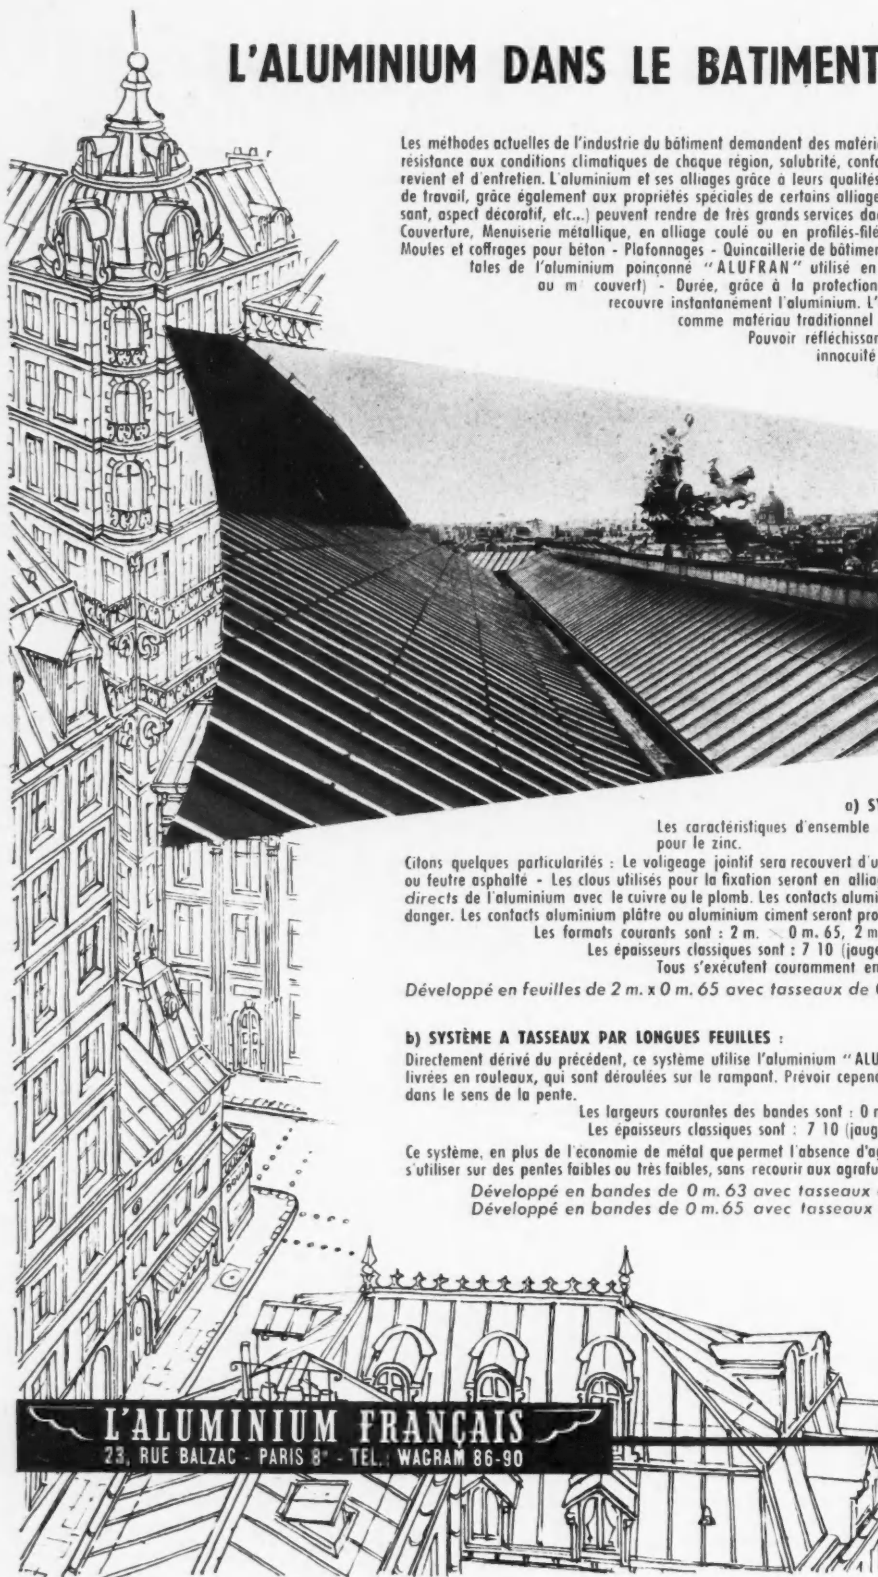 L'ALUMINIUM DANS LE BATIMENT
Les méthodes actuelles de l'industrie du bâtiment demandent des matéri
résistance aux conditions climatiques de chaque région, salubrité, confo
revient et d'entretien. L'aluminium et ses alliages grâce à leurs qualités
de travail, grâce également aux propriétés spéciales de certains alliage
sant, aspect décoratif, etc...) peuvent rendre de très grands services da
Couverture, Menuiserie métallique, en alliage coulé ou en profilés-filé
Moules et coffrages pour béton - Plafonnages - Quincaillerie de bâtimen
tales de l'aluminium poinçonné "ALUFRAN" utilisé en
au m couvert) - Durée, grâce à la protection
recouvre instantanément l'aluminium. L'
comme matériau traditionnel
Pouvoir réfléchissan
innocuité
a) SY
Les caractéristiques d'ensemble
pour le zinc.
Citons quelques particularités : Le voligeage jointif sera recouvert d'u
ou feutre asphalté - Les clous utilisés pour la fixation seront en allia
directs de l'aluminium avec le cuivre ou le plomb. Les contacts alumi
danger. Les contacts aluminium plâtre ou aluminium ciment seront pro
Les formats courants sont : 2 m. × 0 m. 65, 2 m
Les épaisseurs classiques sont : 7 10 (jauge
Tous s'exécutent couramment en
Développé en feuilles de 2 m. x 0 m. 65 avec tasseaux de 0
b) SYSTÈME A TASSEAUX PAR LONGUES FEUILLES :
Directement dérivé du précédent, ce système utilise l'aluminium "ALU
livrées en rouleaux, qui sont déroulées sur le rampant. Prévoir cepend
dans le sens de la pente.
Les largeurs courantes des bandes sont : 0 m
Les épaisseurs classiques sont : 7 10 (jaug
Ce système, en plus de l'économie de métal que permet l'absence d'ag
s'utiliser sur des pentes faibles ou très faibles, sans recourir aux agrafu
Développé en bandes de 0 m. 63 avec tasseaux
Développé en bandes de 0 m. 65 avec tasseaux
L'ALUMINIUM FRANÇAIS
23, RUE BALZAC - PARIS 8e - TEL. WAGRAM 86-90